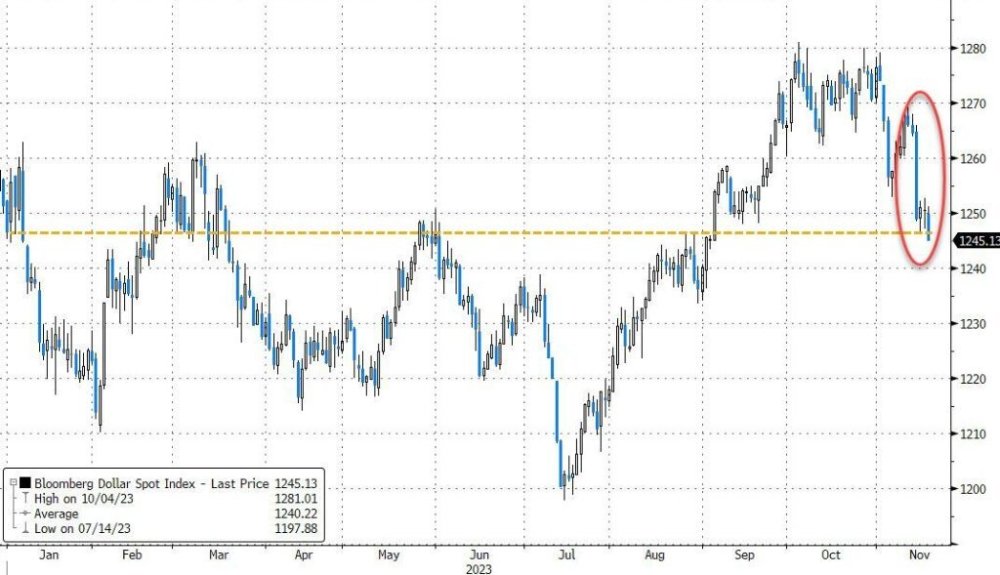 1280
1270
1260
1250
1245.13
1240
1230
1220
1210
1200
Bloomberg Dollar Spot Index - Last Price 1245.13
High on 10/04/23 1281.01
Average 1240.22
Low on 07/14/23 1197.88
Jan Feb Mar Apr May Jun Jul Aug Sep Oct Nov
2023